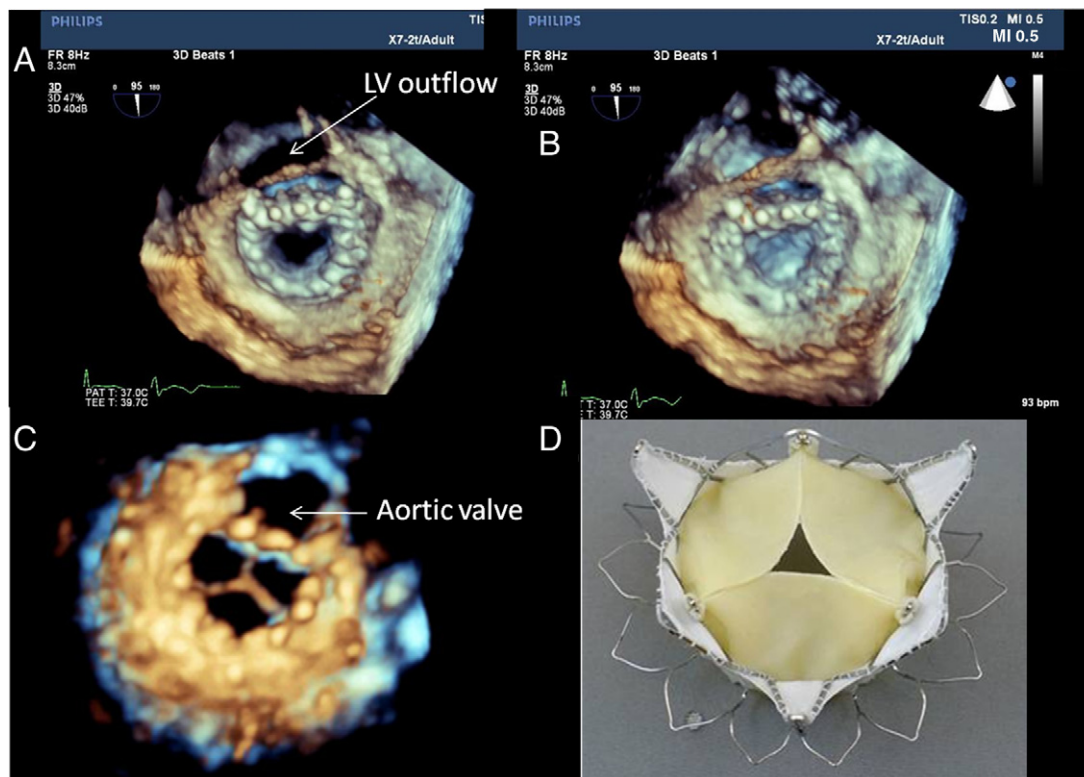 PHILIPS
TIS
X7-2t/Adult
A
FR 8Hz
8.3cm
3D Beats 1
3D
3D 47%
3D 40dB
0 95 180
LV outflow
PAT T: 37.0C
TEE T: 39.7C
PHILIPS
TIS0.2 MI 0.5
X7-2t/Adult
MI 0.5
FR 8Hz
8.3cm
3D Beats 1
M4
3D
3D 47%
3D 40dB
0 95 180
B
T T: 37.0C
E T: 39.7C
93 bpm
C
Aortic valve
D